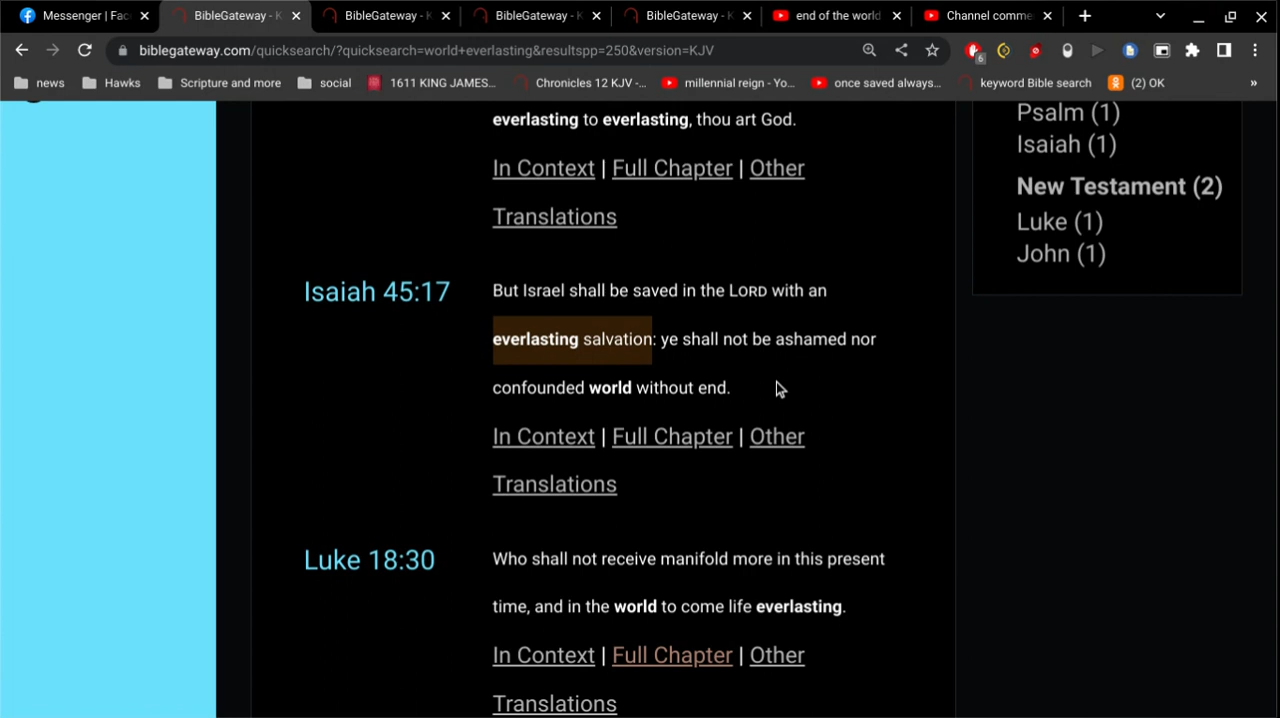 Messenger | Fac
BibleGateway - K
BibleGateway - K
BibleGateway - K
BibleGateway - K
end of the world
Channel comme
biblegateway.com/quicksearch/?quicksearch=world+everlasting&resultspp=250&version=KJV
6
news
Hawks
Scripture and more
social
1611 KING JAMES...
Chronicles 12 KJV -...
millennial reign - Yo...
once saved always...
keyword Bible search
(2) OK
»
everlasting to everlasting, thou art God.
In Context | Full Chapter | Other
Translations
Isaiah 45:17
But Israel shall be saved in the LORD with an
everlasting salvation: ye shall not be ashamed nor
confounded world without end.
In Context | Full Chapter | Other
Translations
Luke 18:30
Who shall not receive manifold more in this present
time, and in the world to come life everlasting.
In Context | Full Chapter | Other
Translations
Psalm (1)
Isaiah (1)
New Testament (2)
Luke (1)
John (1)